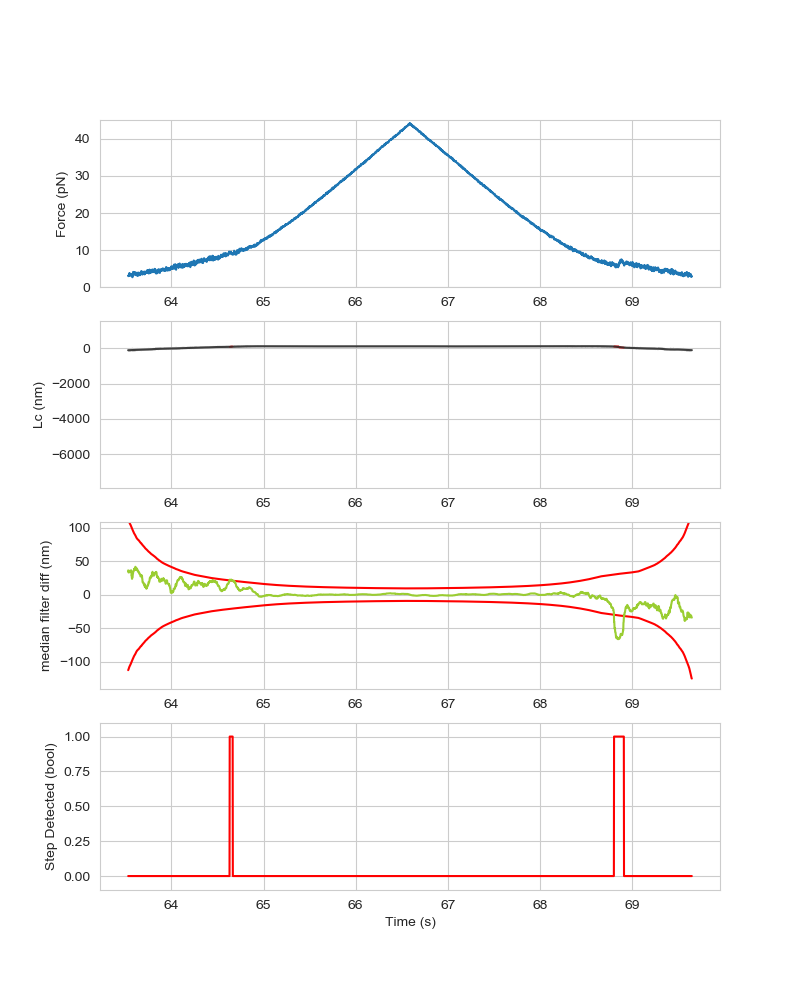 40
30
20
10
0
Force (pN)
64 65 66 67 68 69
0
−2000
−4000
−6000
Lc (nm)
64 65 66 67 68 69
100
50
0
−50
−100
median filter diff (nm)
64 65 66 67 68 69
1.00
0.75
0.50
0.25
0.00
Step Detected (bool)
64 65 66 67 68 69
Time (s)